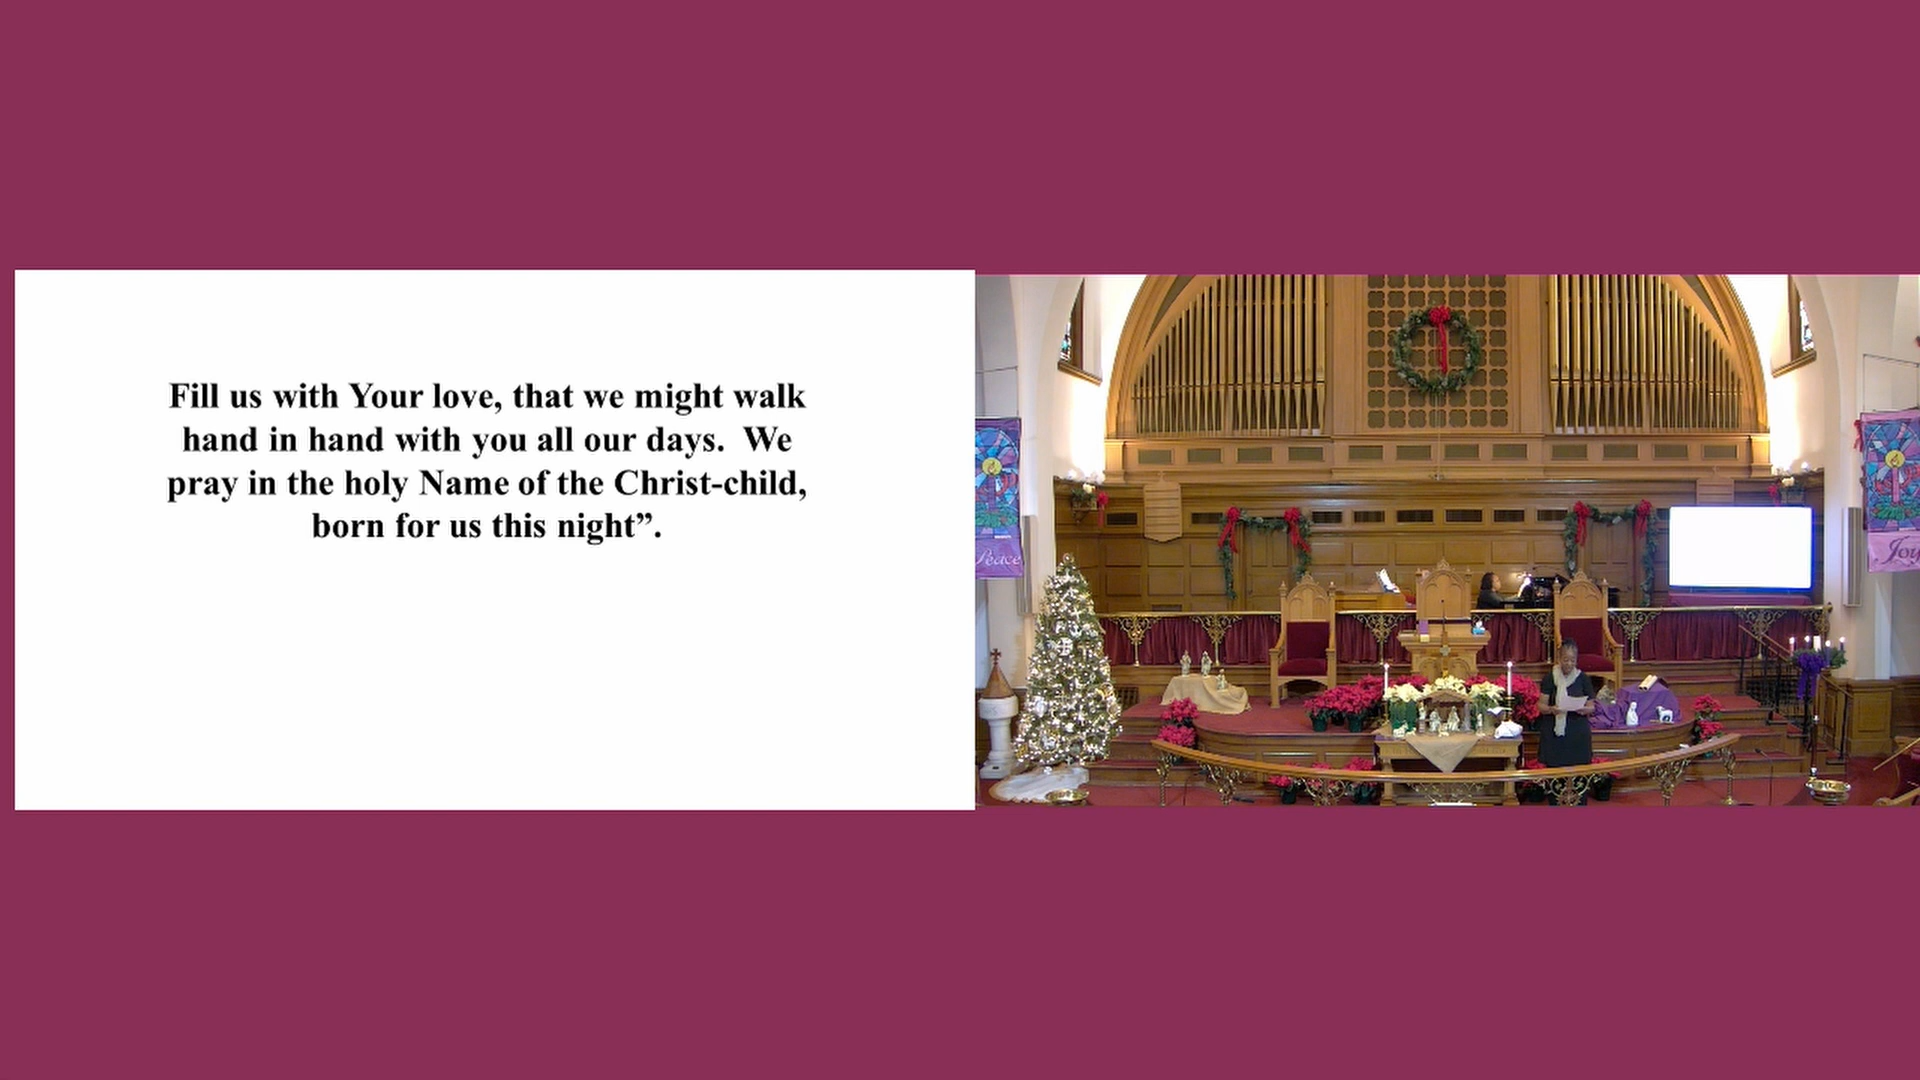 Fill us with Your love, that we might walk
hand in hand with you all our days.  We
pray in the holy Name of the Christ-child,
born for us this night”.
Peace
Joy